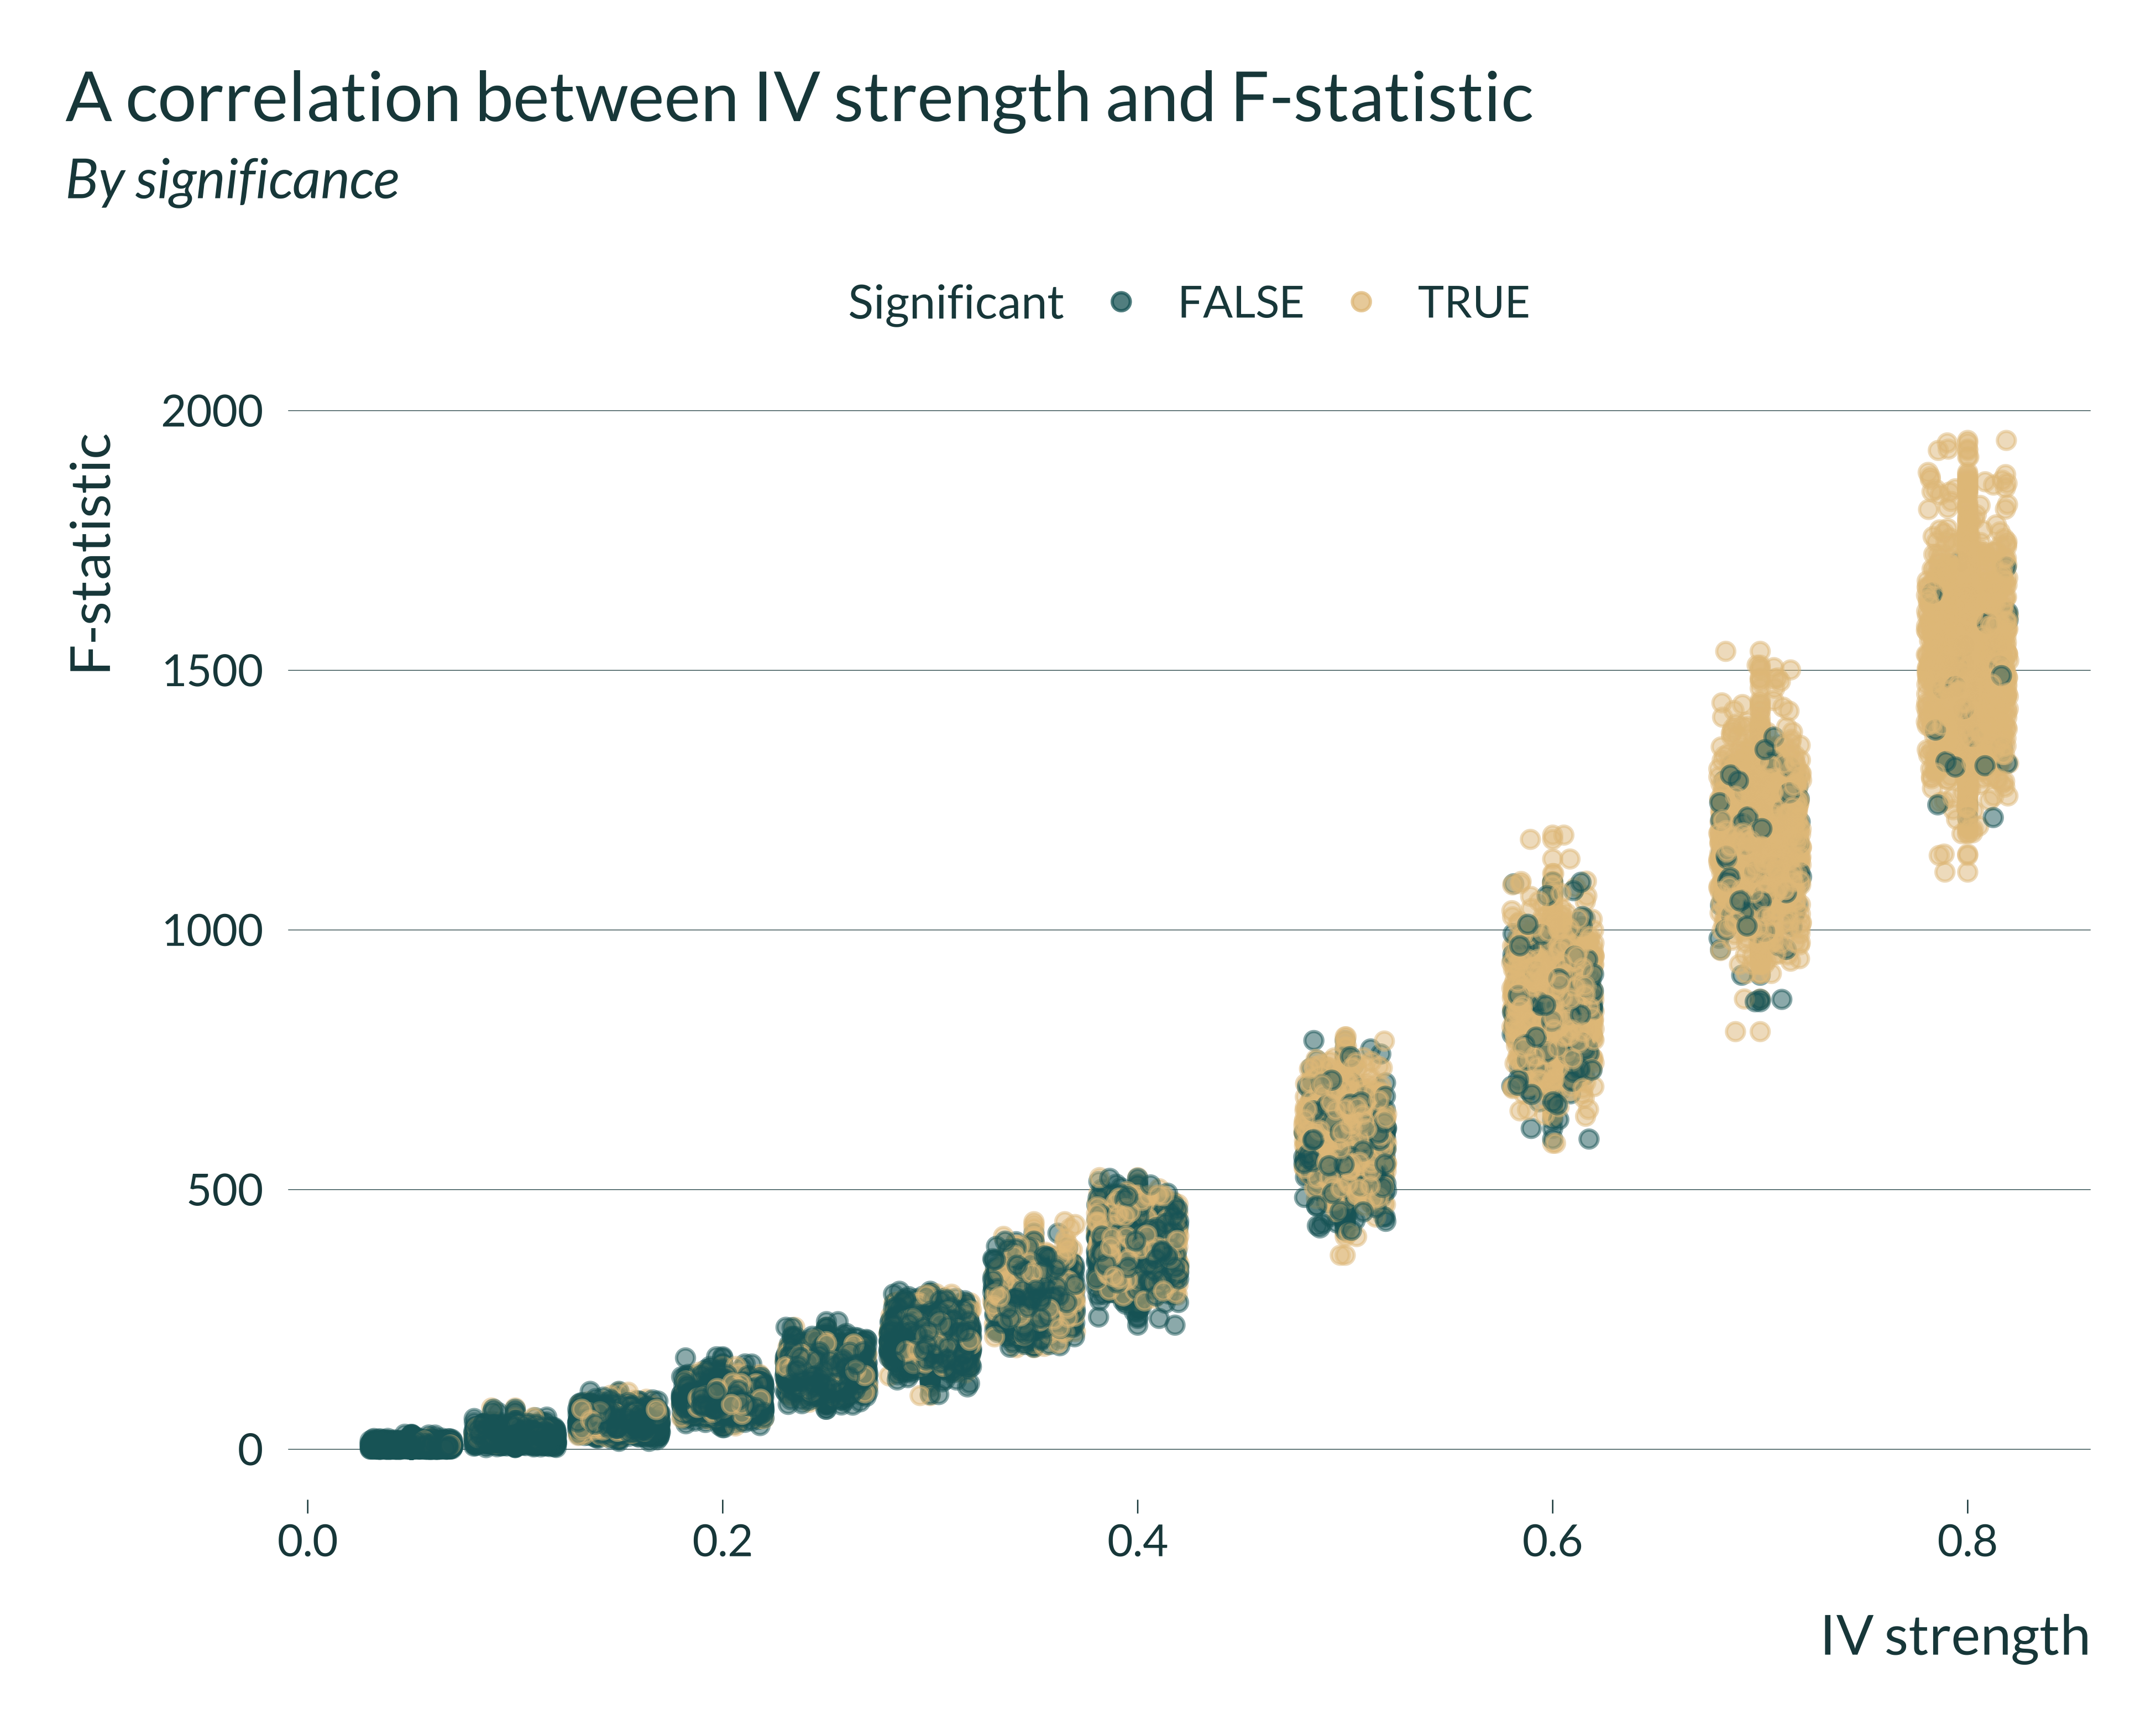 A correlation between IV strength and F-statistic
By significance
Significant FALSE TRUE
F-statistic
2000
1500
1000
500
0
0.0 0.2 0.4 0.6 0.8
IV strength